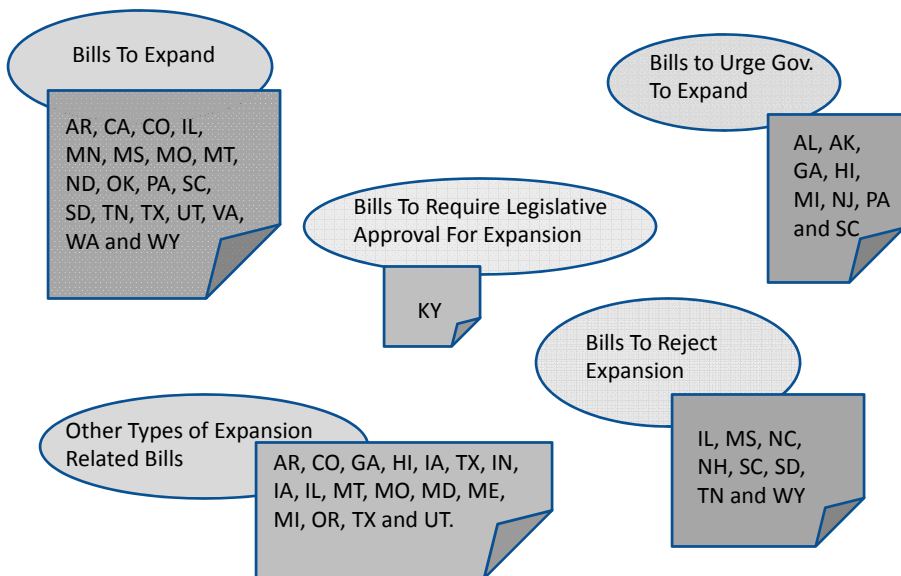 Bills To Expand
AR, CA, CO, IL,
MN, MS, MO, MT,
ND, OK, PA, SC,
SD, TN, TX, UT, VA,
WA and WY
Bills to Urge Gov.
To Expand
AL, AK,
GA, HI,
MI, NJ, PA
and SC
Bills To Require Legislative
Approval For Expansion
KY
Bills To Reject
Expansion
IL, MS, NC,
NH, SC, SD,
TN and WY
Other Types of Expansion
Related Bills
AR, CO, GA, HI, IA, TX, IN,
IA, IL, MT, MO, MD, ME,
MI, OR, TX and UT.